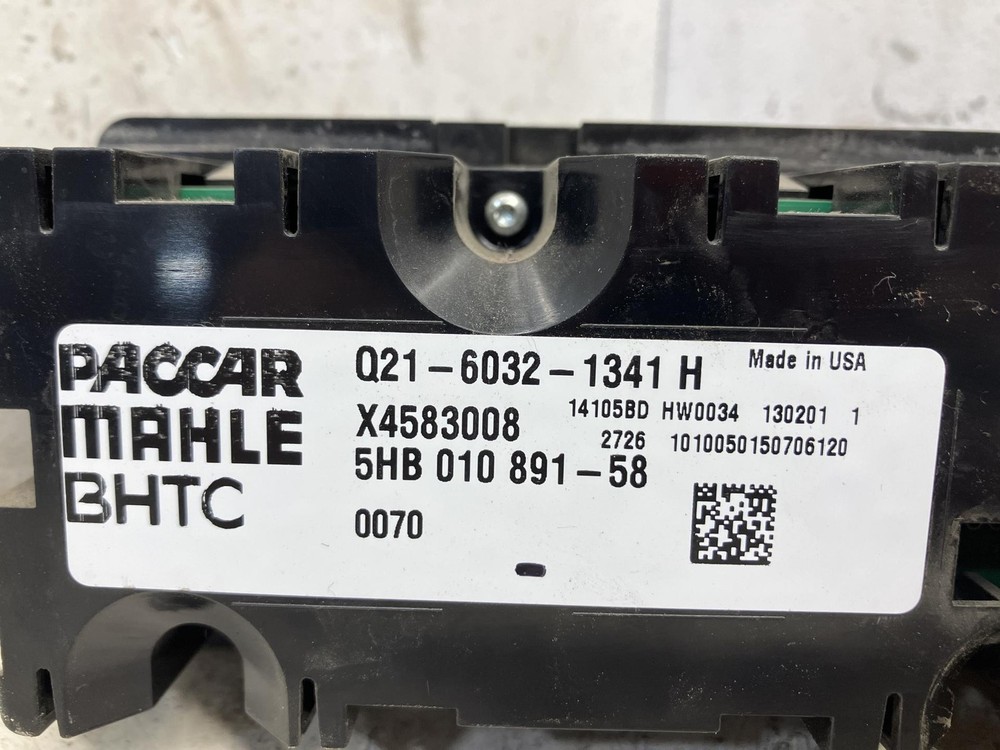 PACCAR
MAHLE
BHTC
Q21-6032-1341 H
Made in USA
X4583008
14105BD HW0034 130201 1
5HB 010 891-58
2726 1010050150706120
0070